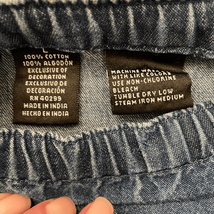 100% COTTON
100% ALGODÓN
EXCLUSIVE OF
DECORATION
EXCLUSIVO DE
DECORACIÓN
RN 40299
MADE IN INDIA
HECHO EN INDIA
MACHINE WASH
WITH LIKE COLORS
USE NON-CHLORINE
BLEACH
TUMBLE DRY LOW
STEAM IRON MEDIUM